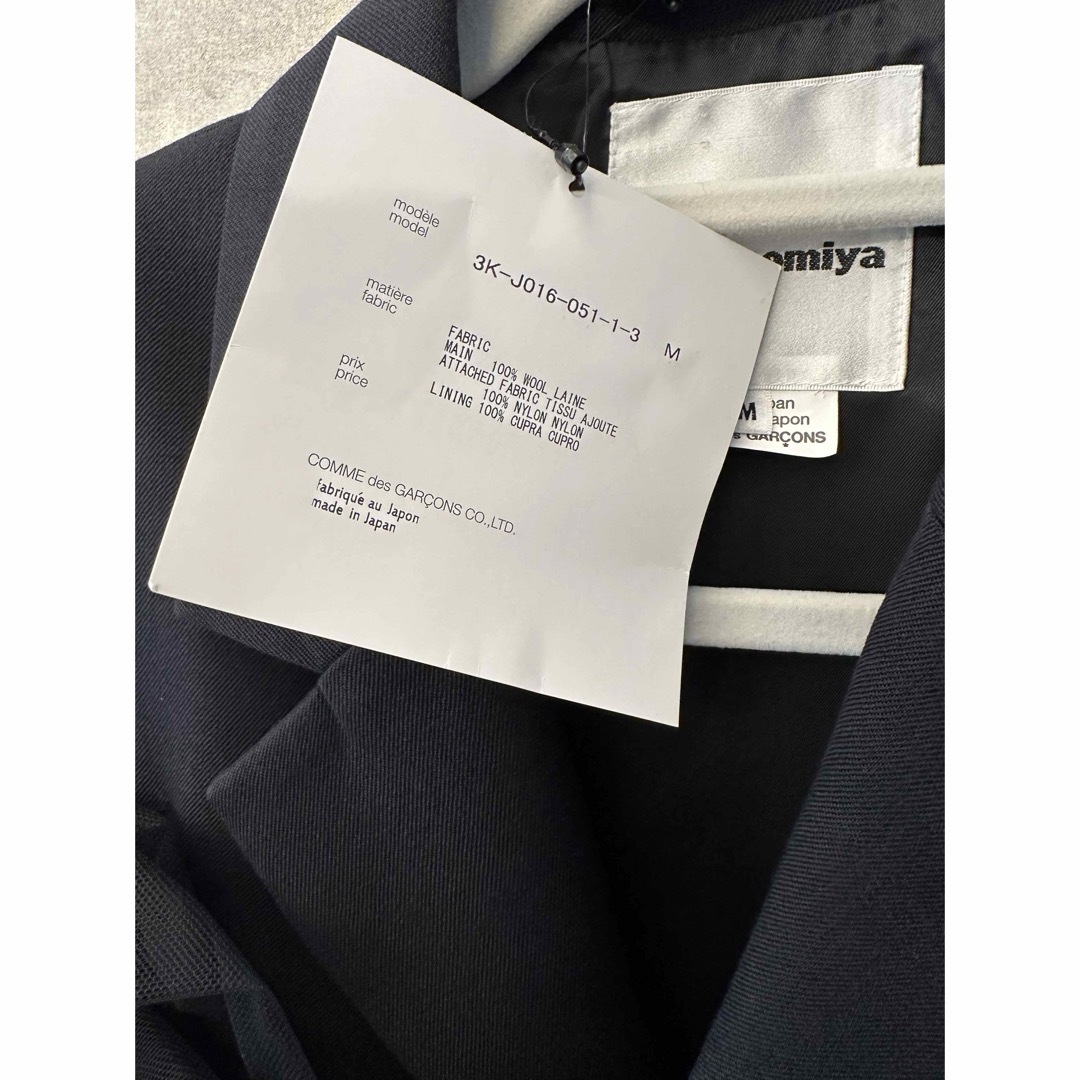 modèle
model
3K-J016-051-1-3 M
matière
fabric
FABRIC
MAIN 100% WOOL LAINE
ATTACHED FABRIC TISSU AJOUTE
100% NYLON NYLON
LINING 100% CUPRA CUPRO
prix
price
COMME des GARÇONS CO.,LTD.
fabriqué au Japon
made in Japan
omiya
M
pan
apon
s GARÇONS